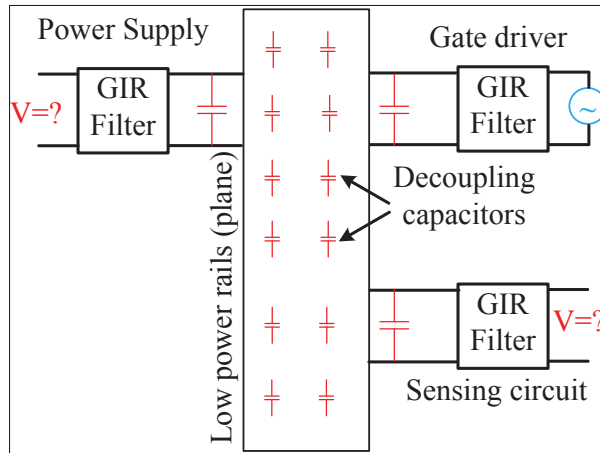 Power Supply
Gate driver
GIR
Filter
V=?
GIR
Filter
~
Low power rails (plane)
Decoupling
capacitors
GIR
Filter
V=?
Sensing circuit